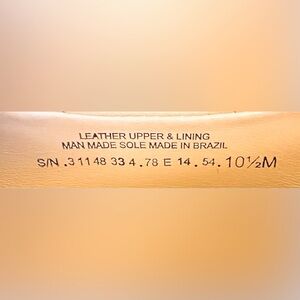 LEATHER UPPER & LINING
MAN MADE SOLE MADE IN BRAZIL
S/N .31148 33 4 .78 E 14 . 54 . 10½M